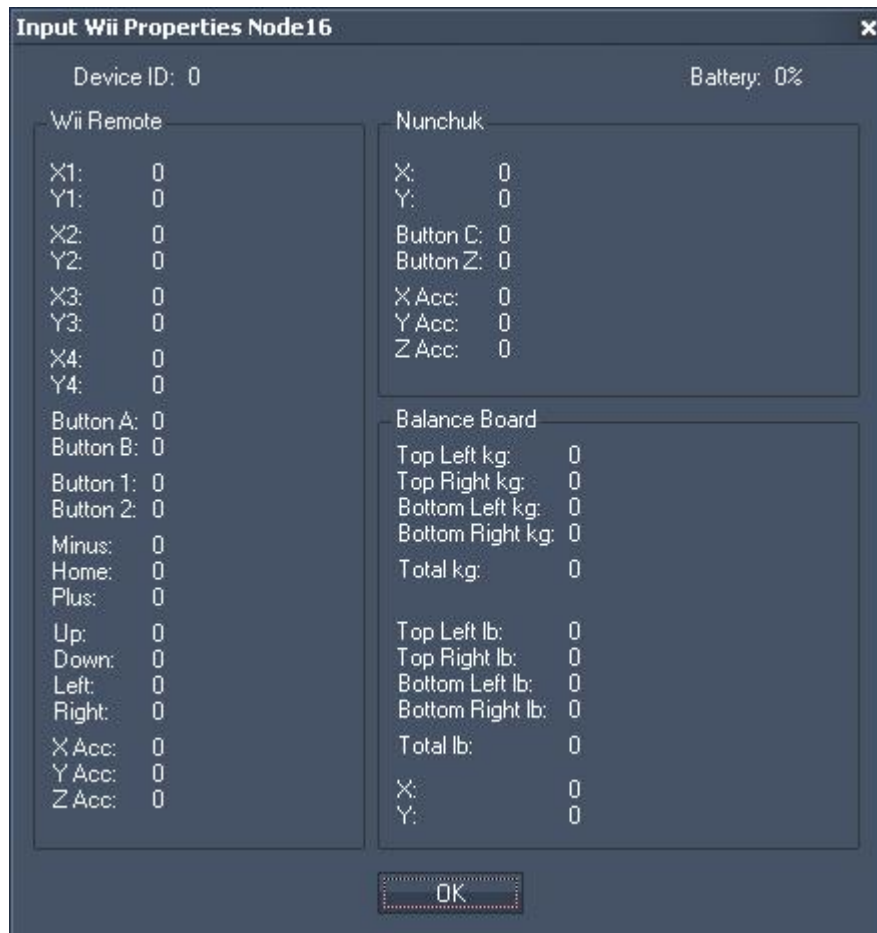 Input Wii Properties Node16
Device ID: 0
Battery: 0%
Wii Remote
X1: 0
Y1: 0
X2: 0
Y2: 0
X3: 0
Y3: 0
X4: 0
Y4: 0
Button A: 0
Button B: 0
Button 1: 0
Button 2: 0
Minus: 0
Home: 0
Plus: 0
Up: 0
Down: 0
Left: 0
Right: 0
X Acc: 0
Y Acc: 0
Z Acc: 0
Nunchuk
X: 0
Y: 0
Button C: 0
Button Z: 0
X Acc: 0
Y Acc: 0
Z Acc: 0
Balance Board
Top Left kg: 0
Top Right kg: 0
Bottom Left kg: 0
Bottom Right kg: 0
Total kg: 0
Top Left lb: 0
Top Right lb: 0
Bottom Left lb: 0
Bottom Right lb: 0
Total lb: 0
X: 0
Y: 0
OK